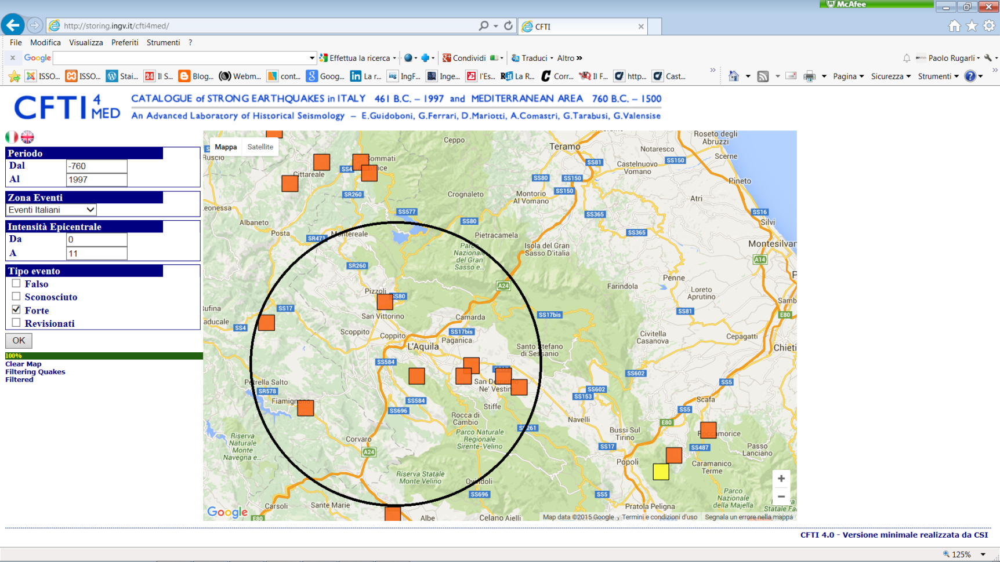 McAfee
http://storing.ingv.it/cfti4med/
CFTI
File Modifica Visualizza Preferiti Strumenti ?
x Google Effettua la ricerca Condividi Traduci Altro » Paolo Rugarli
ISSO... ISSO... Stai... Il S... Blog... Webm... cont... Goog... La r... IngF... Inge... l'Es... La R... Corr... Il F... http... Cast... » Pagina Sicurezza Strumenti »
CFTI 4 MED
CATALOGUE of STRONG EARTHQUAKES in ITALY 461 B.C. – 1997 and MEDITERRANEAN AREA 760 B.C. – 1500
An Advanced Laboratory of Historical Seismology – E.Guidoboni, G.Ferrari, D.Mariotti, A.Comastri, G.Tarabusi, G.Valensise
Periodo
Dal -760
Al 1997
Zona Eventi
Eventi Italiani
Intensità Epicentrale
Da 0
A 11
Tipo evento
Falso
Sconosciuto
Forte
Revisionati
OK
100%
Clear Map
Filtering Quakes
Filtered
Mappa Satellite
Ceppo
Teramo
Roseto degli
Abruzzi
Notaresco
Scerne
Ruscio
Cittareale
SS4
SR260
Crognaleto
SS81
SS150
Castelnuovo
Vomano
SS80
SS150
SS150
Montorio
Al Vomano
Pineto
Atri
SS577
SS80
SS365
SS16
Silvi
Albaneto
Posta
SR471
Pietracamela
SS365
Isola del Gran
Sasso D'italia
Parco
Nazionale
del Gran
Sasso e...
A14
SR260
A24
Farindola
Penne
Loreto
Aprutino
Pizzoli
SS80
San Vittorino
SS17
SS4
Camarda
SS17bis
SS81
E80
Scoppito
Coppito
SS17bis
Paganica
L'Aquila
Civitella
Casanova
Cepagatti
Santo Stefano
di Sessanio
Chieti
SS584
SS602
SS5
Petrella Salto
SR578
SS584
SS696
Stiffe
Rocca di
Cambio
SS602
SS153
Scafa
SS5
Navelli
SS261
E80
Bussi Sul
Tirino
Parco Naturale
Regionale
Sirente-Velino
Riserva
Naturale
Monte
Navegna e...
Corvaro
A24
SS17
SS487
Passo
Lanciano
Popoli
Caramanico
Terme
Riserva Statale
Monte Velino
Ovindoli
SS696
SS5
Parco
Nazionale
della Majella
Carsoli
Sante Marie
E80
Albe
Celano Aielli
Pratola Peligna
+
−
Google
Map data ©2015 Google Termini e condizioni d'uso Segnala un errore nella mappa
CFTI 4.0 - Versione minimale realizzata da CSI
125%